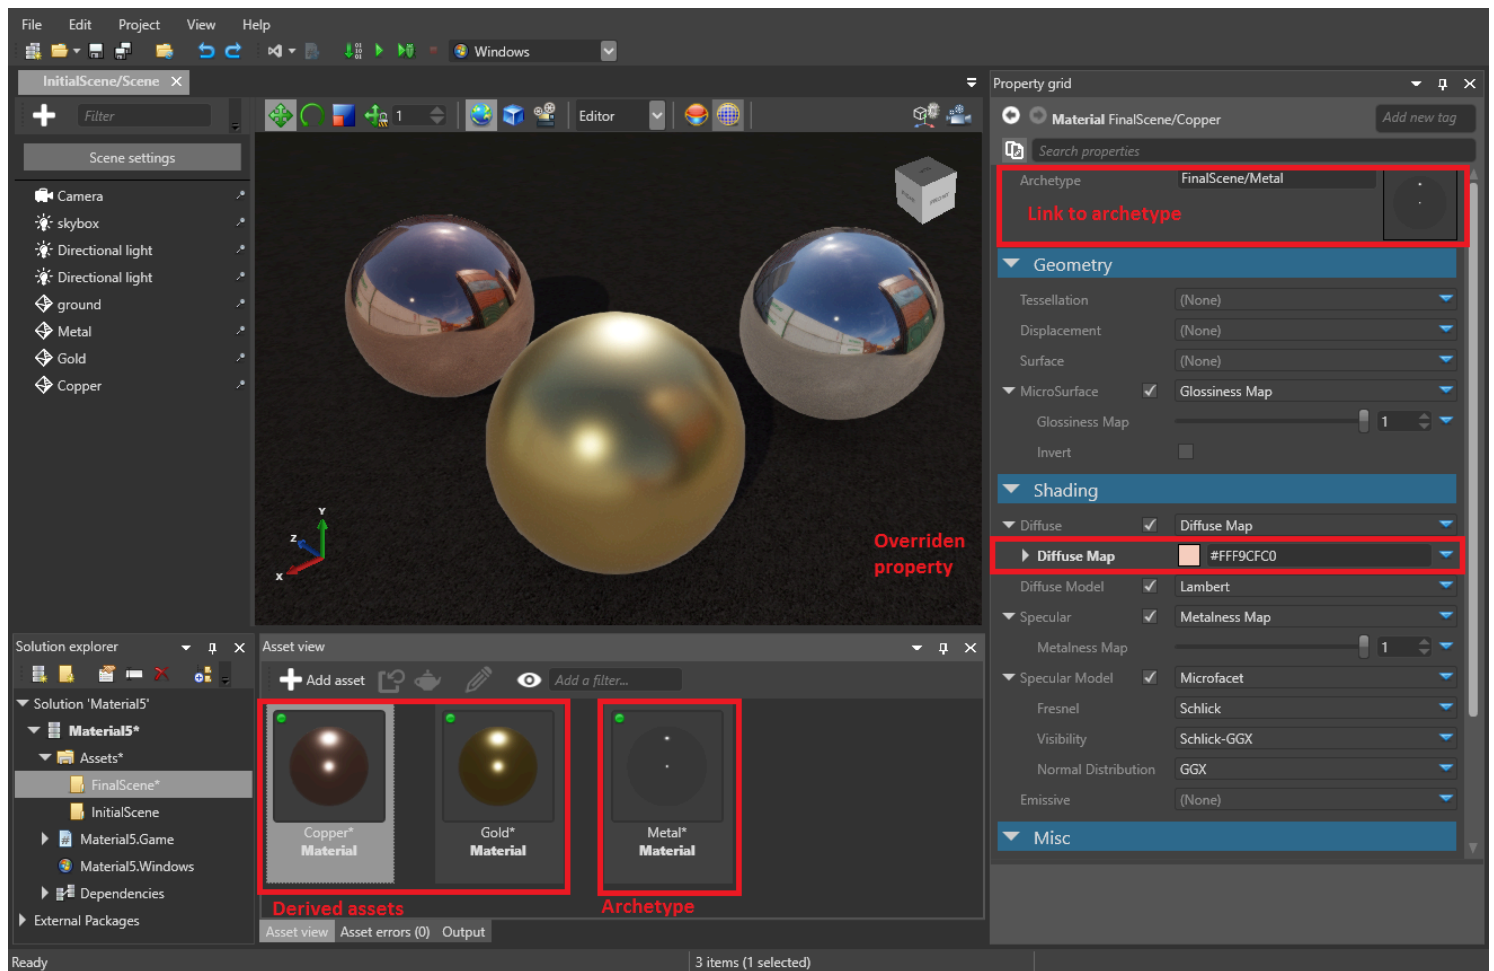 File Edit Project View Help
Windows
InitialScene/Scene
Filter
Scene settings
Camera
skybox
Directional light
Directional light
ground
Metal
Gold
Copper
1
Editor
Y
Z
X
Overriden
property
Property grid
Material FinalScene/Copper
Add new tag
Search properties
Archetype FinalScene/Metal
Link to archetype
Geometry
Tessellation (None)
Displacement (None)
Surface (None)
MicroSurface Glossiness Map
Glossiness Map 1
Invert
Shading
Diffuse Diffuse Map
Diffuse Map #FFF9CFC0
Diffuse Model Lambert
Specular Metalness Map
Metalness Map 1
Specular Model Microfacet
Fresnel Schlick
Visibility Schlick-GGX
Normal Distribution GGX
Emissive (None)
Misc
Solution explorer
Solution 'Material5'
Material5*
Assets*
FinalScene*
InitialScene
Material5.Game
Material5.Windows
Dependencies
External Packages
Asset view
Add asset
Add a filter...
Copper*
Material
Gold*
Material
Metal*
Material
Derived assets
Archetype
Asset view Asset errors (0) Output
Ready
3 items (1 selected)